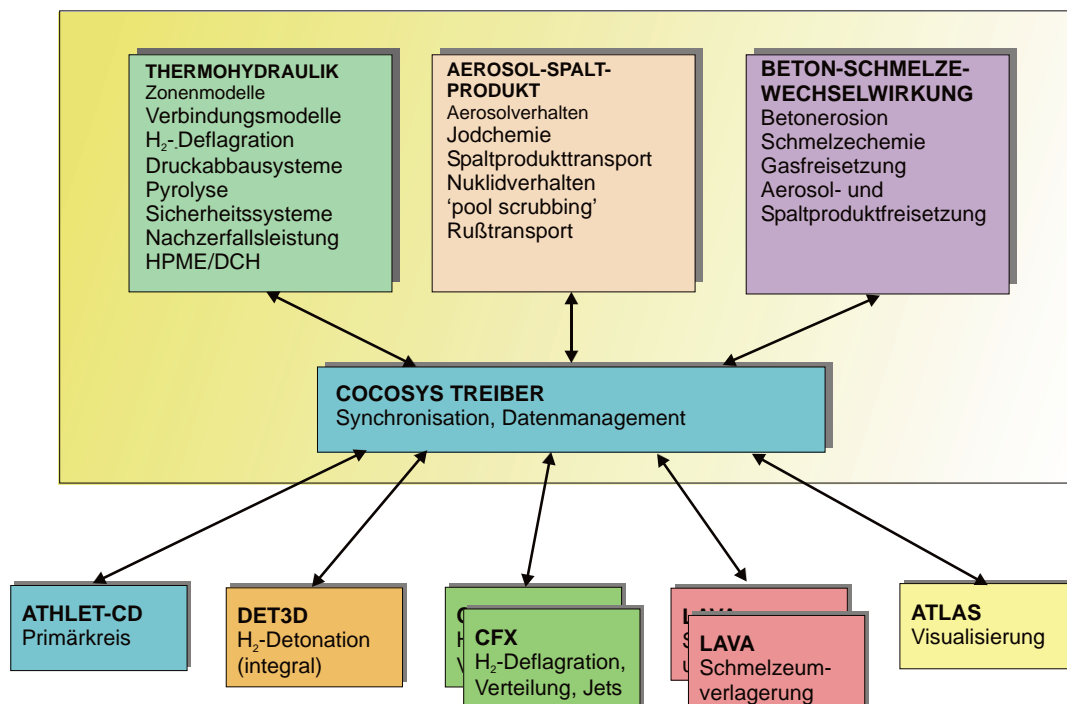 THERMOHYDRAULIK
Zonenmodelle
Verbindungsmodelle
H₂-Deflagration
Druckabbausysteme
Pyrolyse
Sicherheitssysteme
Nachzerfallsleistung
HPME/DCH
AEROSOL-SPALT-
PRODUKT
Aerosolverhalten
Jodchemie
Spaltprodukttransport
Nuklidverhalten
‘pool scrubbing’
Rußtransport
BETON-SCHMELZE-
WECHSELWIRKUNG
Betonerosion
Schmelzechemie
Gasfreisetzung
Aerosol- und
Spaltproduktfreisetzung
COCOSYS TREIBER
Synchronisation, Datenmanagement
ATHLET-CD
Primärkreis
DET3D
H₂-Detonation
(integral)
CFX
H₂-Deflagration,
Verteilung, Jets
LAVA
LAVA
Schmelzeum-
verlagerung
ATLAS
Visualisierung